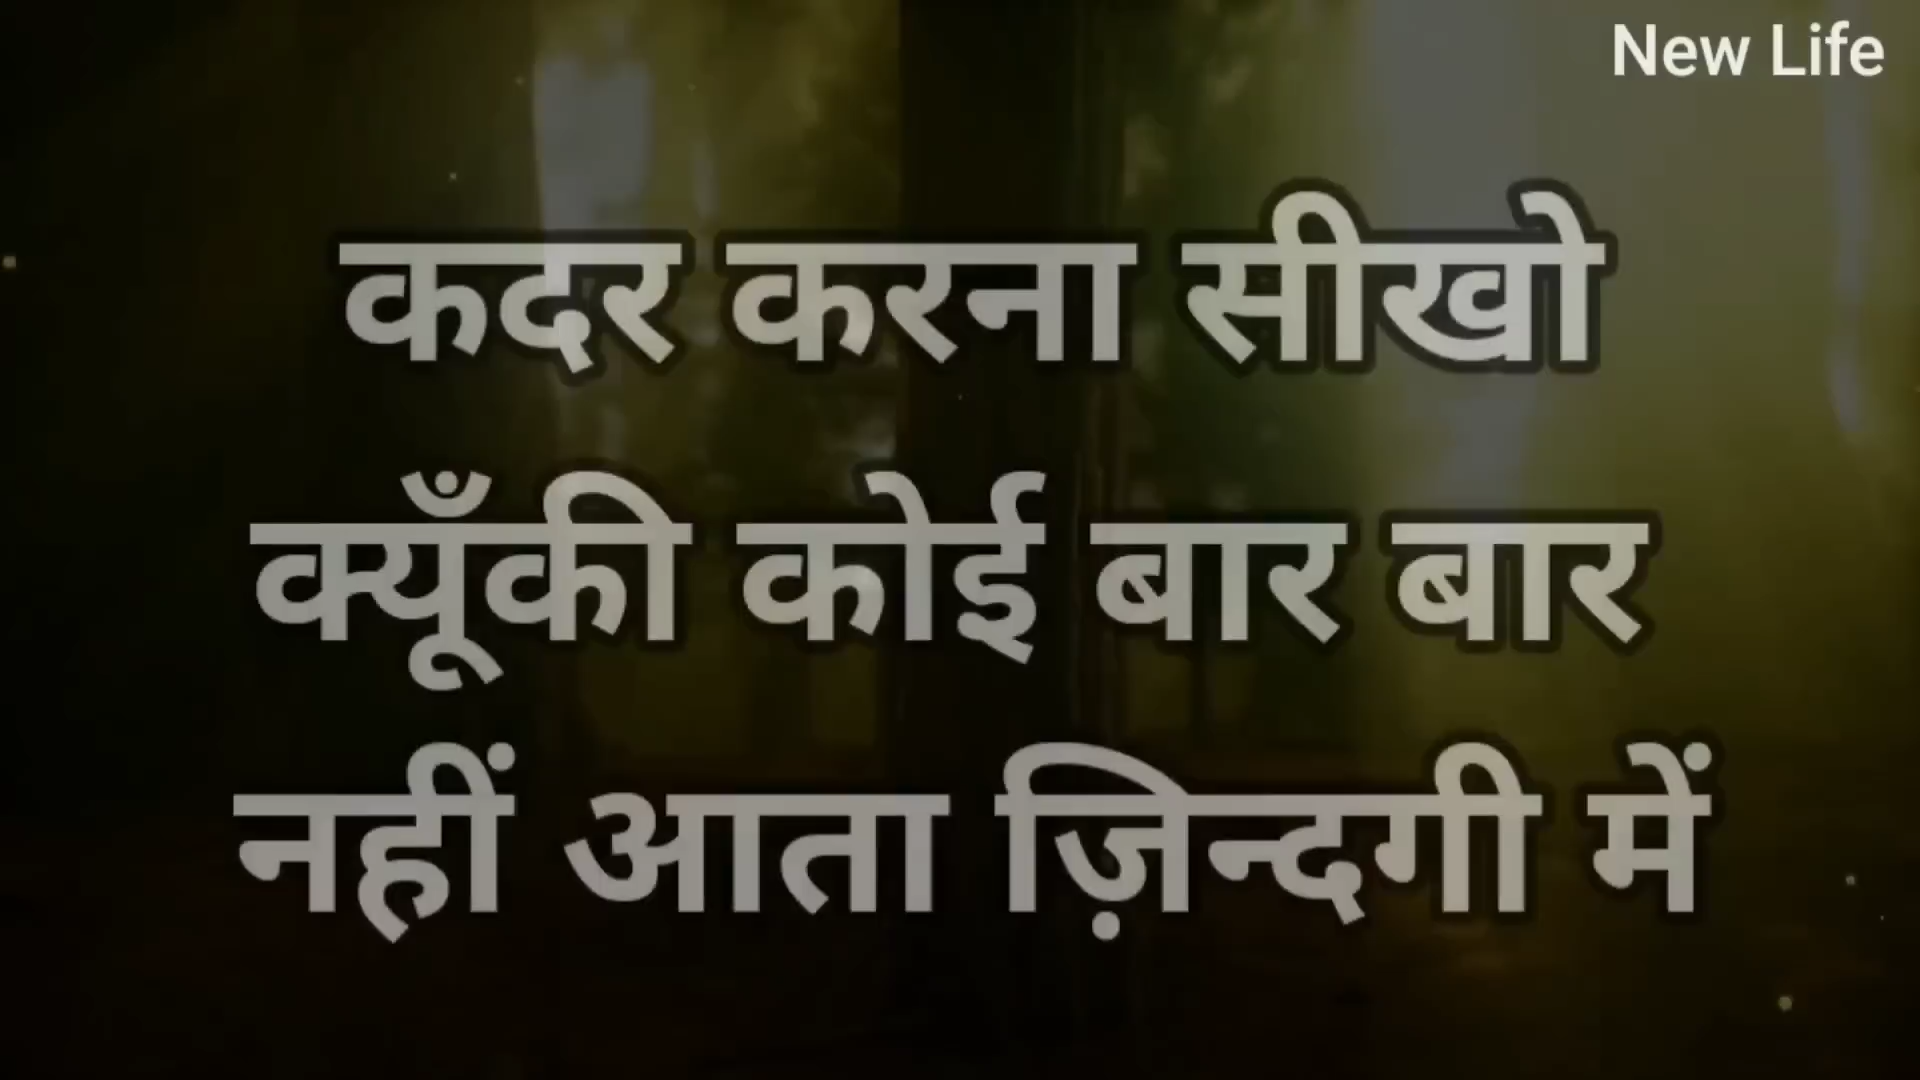 New Life
कदर करना सीखो
क्यूँकी कोई बार बार
नहीं आता ज़िन्दगी में